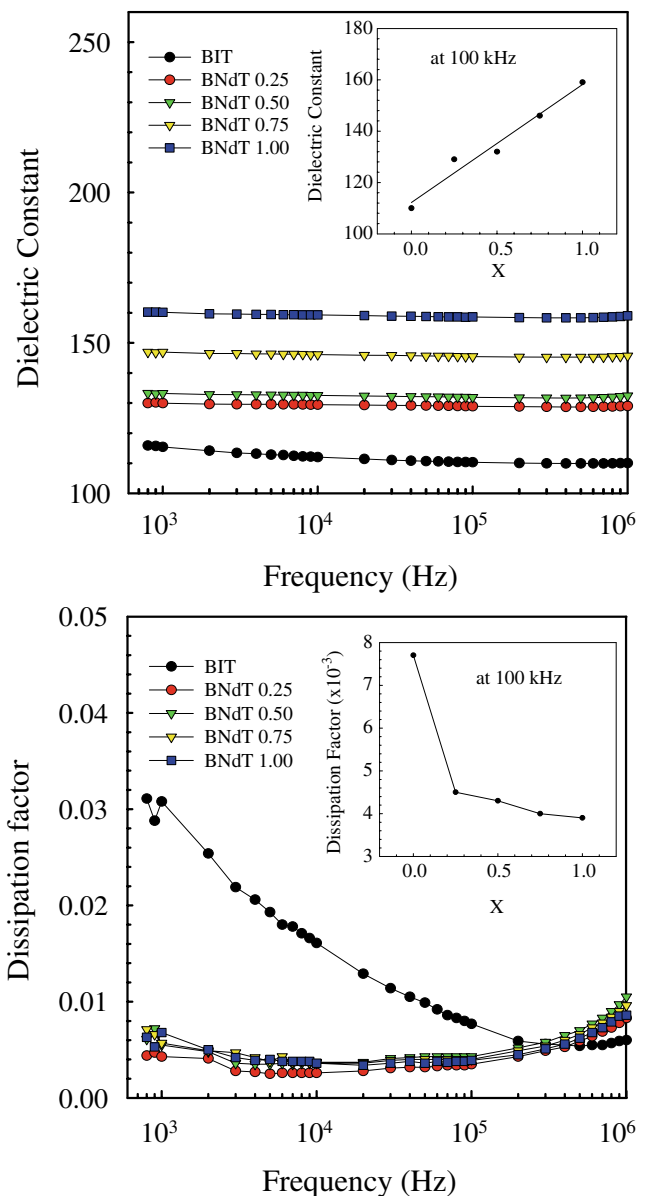 260
250
200
150
100
Dielectric Constant
BIT
BNdT 0.25
BNdT 0.50
BNdT 0.75
BNdT 1.00
180
160
140
120
100
Dielectric Constant
at 100 kHz
0.0 0.5 1.0
X
10³ 10⁴ 10⁵ 10⁶
Frequency (Hz)
0.05
0.04
0.03
0.02
0.01
0.00
Dissipation factor
BIT
BNdT 0.25
BNdT 0.50
BNdT 0.75
BNdT 1.00
8
7
6
5
4
3
Dissipation Factor (x10⁻³)
at 100 kHz
0.0 0.5 1.0
X
10³ 10⁴ 10⁵ 10⁶
Frequency (Hz)